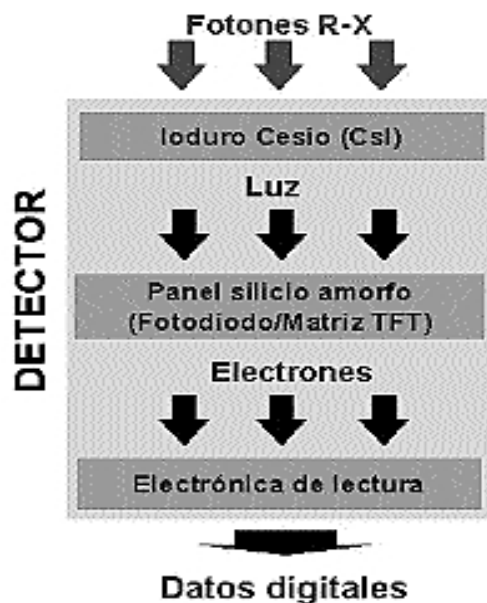 Fotones R-X
Ioduro Cesio (CsI)
Luz
DETECTOR
Panel silicio amorfo
(Fotodiodo/Matriz TFT)
Electrones
Electrónica de lectura
Datos digitales